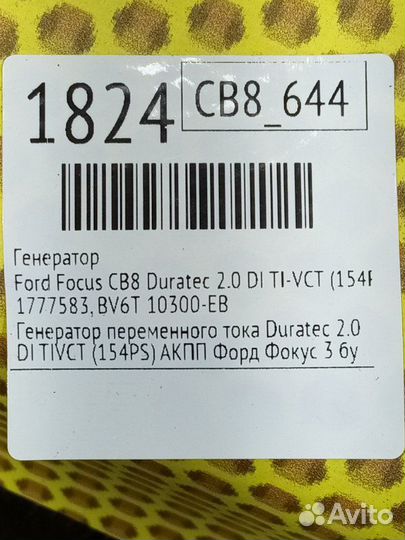 1824
CB8_644
Генератор
Ford Focus CB8 Duratec 2.0 DI TI-VCT (154P
1777583, BV6T 10300-EB
Генератор переменного тока Duratec 2.0
DI TIVCT (154PS) АКПП Форд Фокус 3 бу
Avito